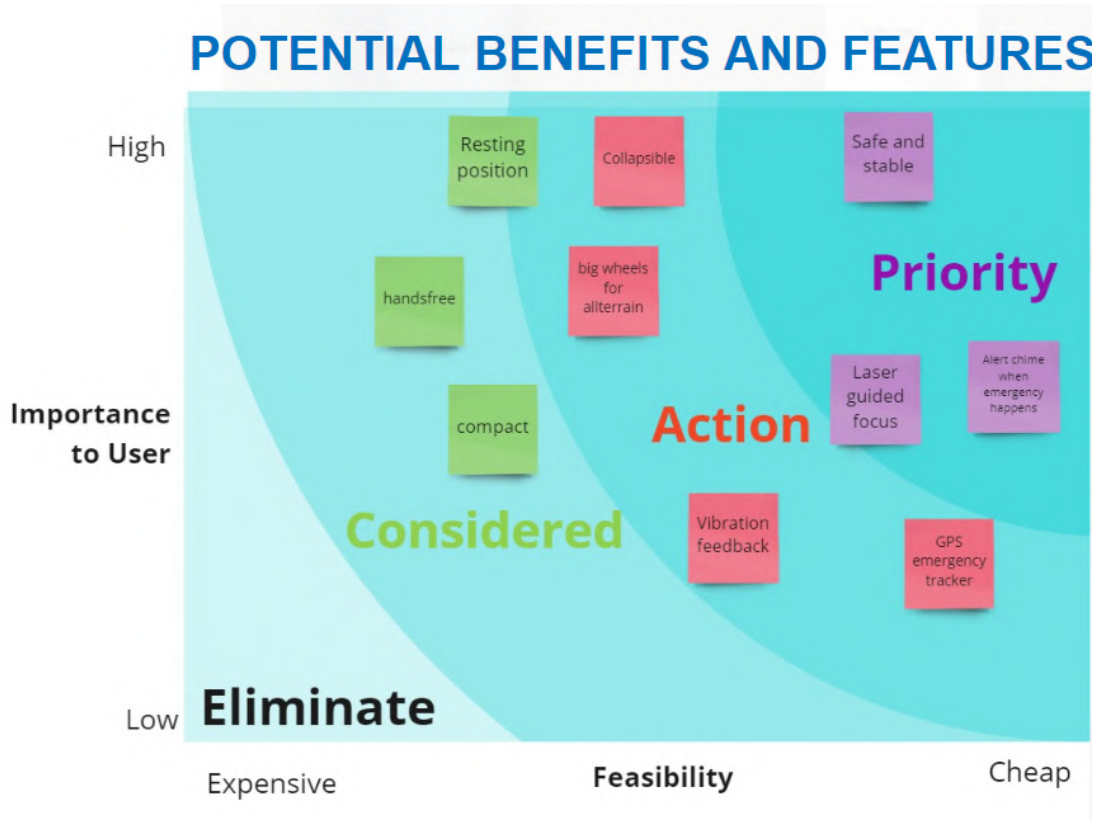 POTENTIAL BENEFITS AND FEATURES
High
Resting
position
Collapsible
Safe and
stable
handsfree
big wheels
for
allterrain
Priority
Importance
to User
compact
Action
Laser
guided
focus
Alert chime
when
emergency
happens
Considered
Vibration
feedback
GPS
emergency
tracker
Low
Eliminate
Expensive
Feasibility
Cheap